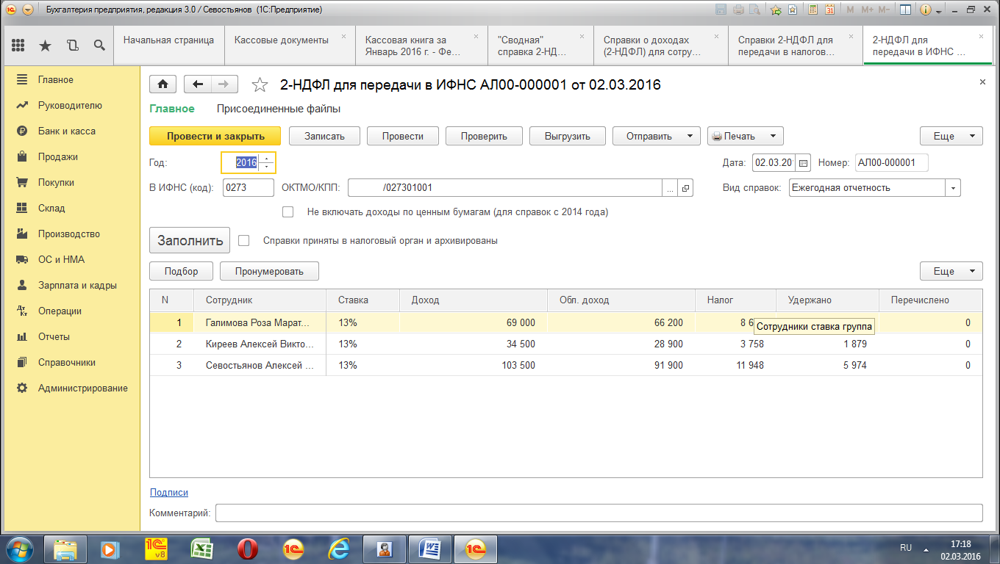 Бухгалтерия предприятия, редакция 3.0 / Севостьянов (1С:Предприятие)
M M+ M-
Начальная страница
Кассовые документы
Кассовая книга за
Январь 2016 г. - Фе...
"Сводная"
справка 2-НД...
Справки о доходах
(2-НДФЛ) для сотру...
Справки 2-НДФЛ для
передачи в налогов...
2-НДФЛ для
передачи в ИФНС ...
Главное
Руководителю
Банк и касса
Продажи
Покупки
Склад
Производство
ОС и НМА
Зарплата и кадры
Операции
Отчеты
Справочники
Администрирование
2-НДФЛ для передачи в ИФНС АЛ00-000001 от 02.03.2016
Главное Присоединенные файлы
Провести и закрыть Записать Провести Проверить Выгрузить Отправить Печать Еще
Год: 2016 Дата: 02.03.20 Номер: АЛ00-000001
В ИФНС (код): 0273 ОКТМО/КПП: /027301001 ... Вид справок: Ежегодная отчетность
Не включать доходы по ценным бумагам (для справок с 2014 года)
Заполнить Справки приняты в налоговый орган и архивированы
Подбор Пронумеровать Еще
N Сотрудник Ставка Доход Обл. доход Налог Удержано Перечислено
1 Галимова Роза Марат... 13% 69 000 66 200 8 6 0
Сотрудники ставка группа
2 Киреев Алексей Викто... 13% 34 500 28 900 3 758 1 879 0
3 Севостьянов Алексей ... 13% 103 500 91 900 11 948 5 974 0
Подписи
Комментарий:
1С v8
1С
1С
RU 17:18
02.03.2016